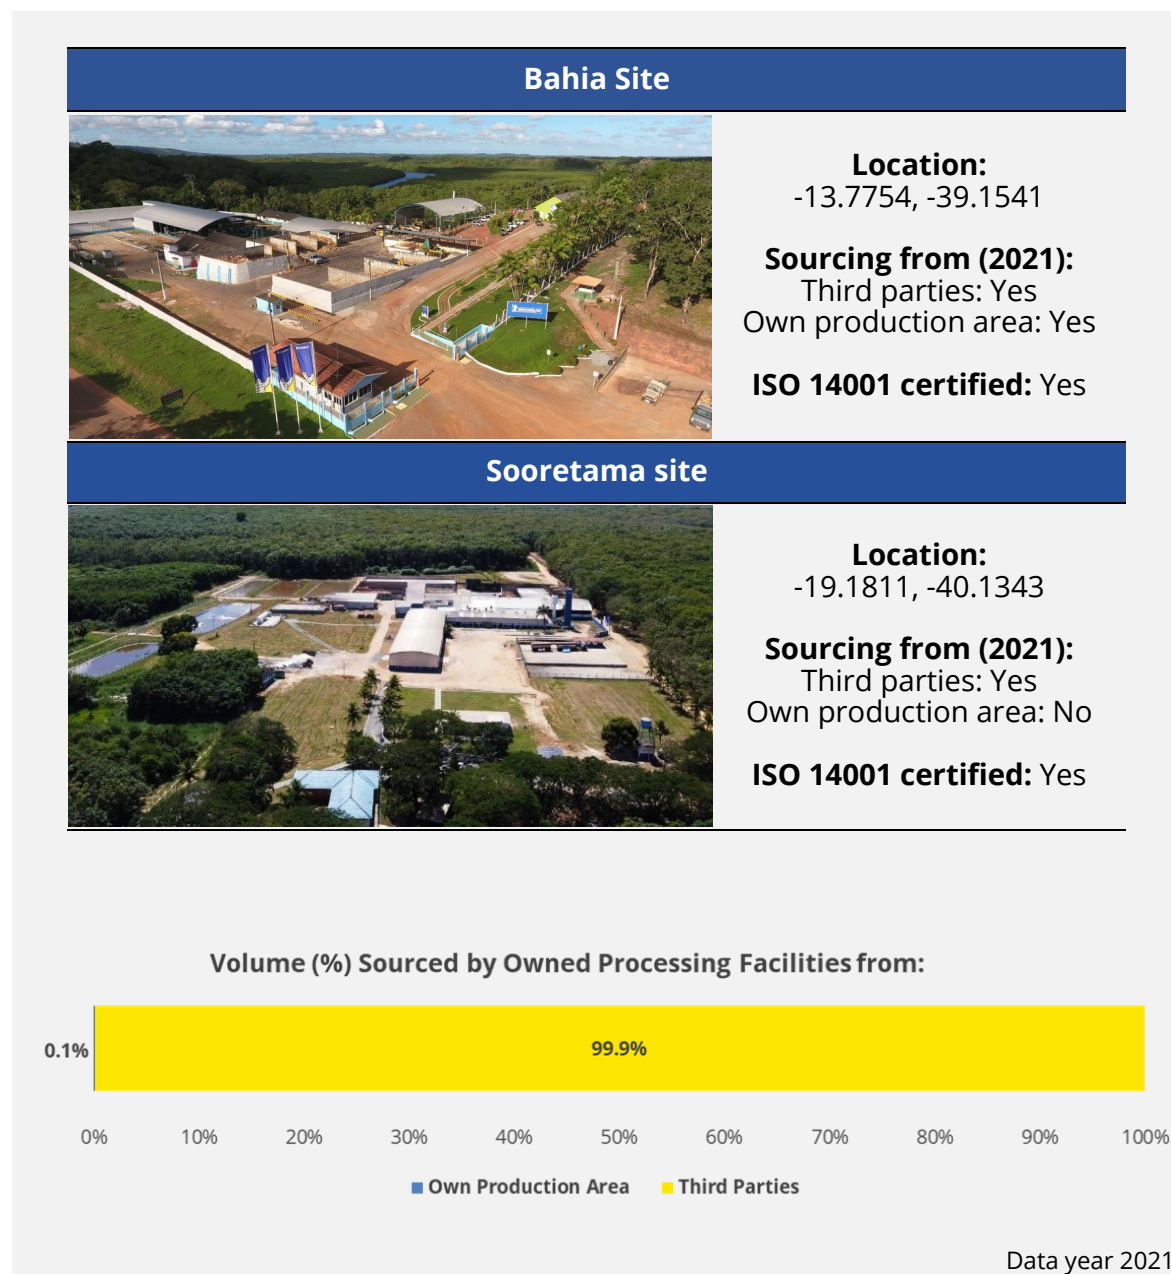 Bahia Site
Location:
-13.7754, -39.1541
Sourcing from (2021):
Third parties: Yes
Own production area: Yes
ISO 14001 certified: Yes
Sooretama site
Location:
-19.1811, -40.1343
Sourcing from (2021):
Third parties: Yes
Own production area: No
ISO 14001 certified: Yes
Volume (%) Sourced by Owned Processing Facilities from:
0.1%
99.9%
0% 10% 20% 30% 40% 50% 60% 70% 80% 90% 100%
Own Production Area Third Parties
Data year 2021